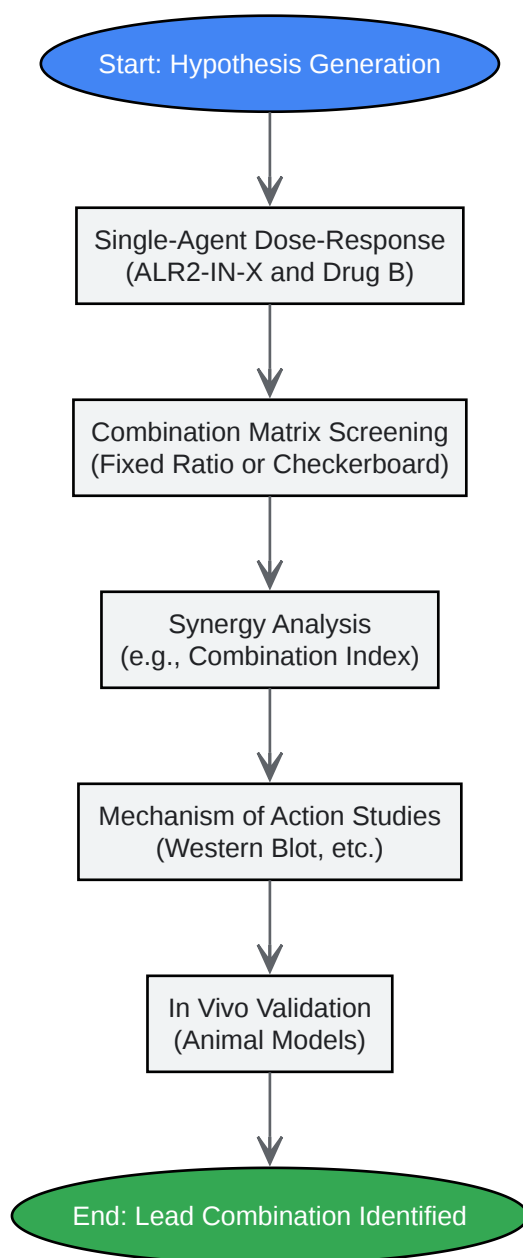 Start: Hypothesis Generation
Single-Agent Dose-Response
(ALR2-IN-X and Drug B)
Combination Matrix Screening
(Fixed Ratio or Checkerboard)
Synergy Analysis
(e.g., Combination Index)
Mechanism of Action Studies
(Western Blot, etc.)
In Vivo Validation
(Animal Models)
End: Lead Combination Identified